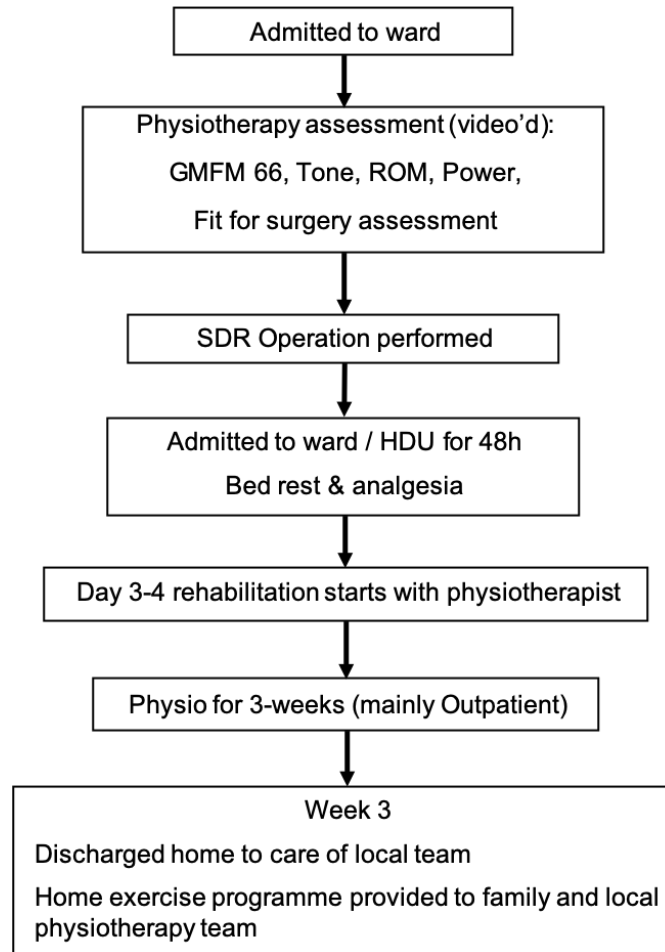 Admitted to ward
Physiotherapy assessment (video’d):
GMFM 66, Tone, ROM, Power,
Fit for surgery assessment
SDR Operation performed
Admitted to ward / HDU for 48h
Bed rest & analgesia
Day 3-4 rehabilitation starts with physiotherapist
Physio for 3-weeks (mainly Outpatient)
Week 3
Discharged home to care of local team
Home exercise programme provided to family and local
physiotherapy team